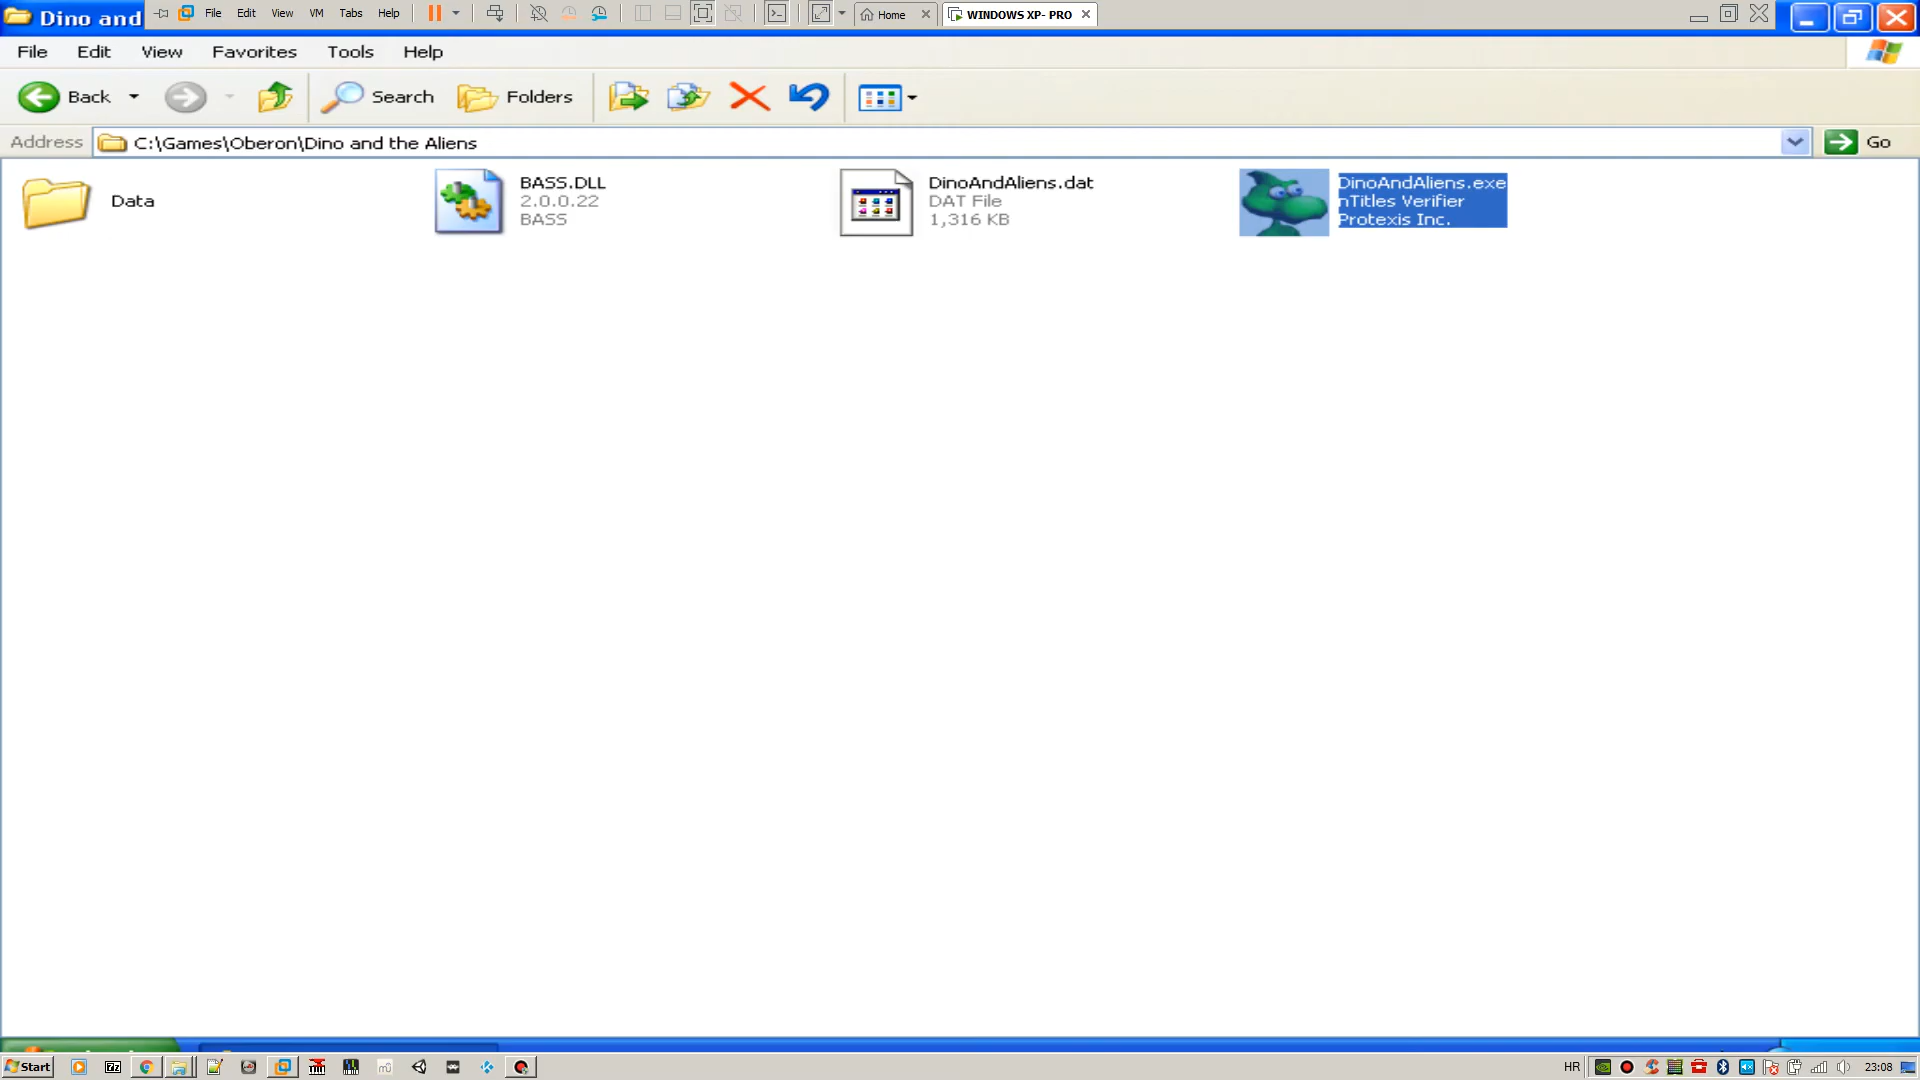 Dino and
File Edit View VM Tabs Help
Home
WINDOWS XP- PRO
File Edit View Favorites Tools Help
Back Search Folders
Address C:\Games\Oberon\Dino and the Aliens Go
Data
BASS.DLL
2.0.0.22
BASS
DinoAndAliens.dat
DAT File
1,316 KB
DinoAndAliens.exe
nTitles Verifier
Protexis Inc.
Start
HR
23:08